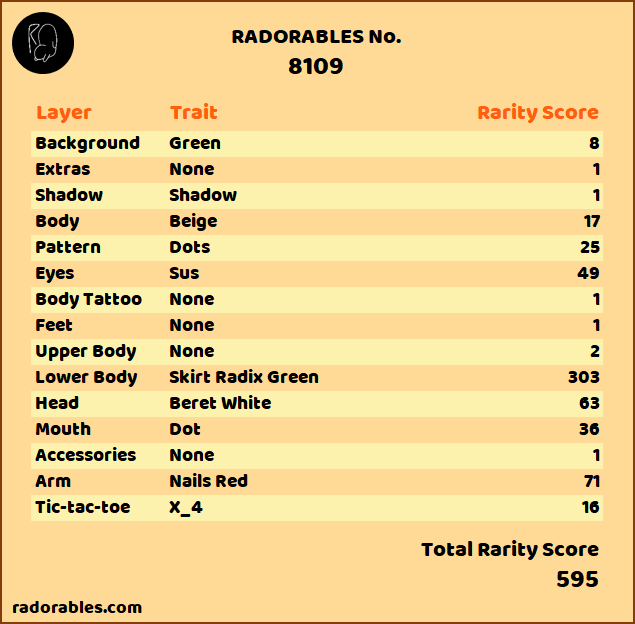 RADORABLES No.
8109
Layer Trait Rarity Score
Background Green 8
Extras None 1
Shadow Shadow 1
Body Beige 17
Pattern Dots 25
Eyes Sus 49
Body Tattoo None 1
Feet None 1
Upper Body None 2
Lower Body Skirt Radix Green 303
Head Beret White 63
Mouth Dot 36
Accessories None 1
Arm Nails Red 71
Tic-tac-toe X_4 16
Total Rarity Score
595
radorables.com